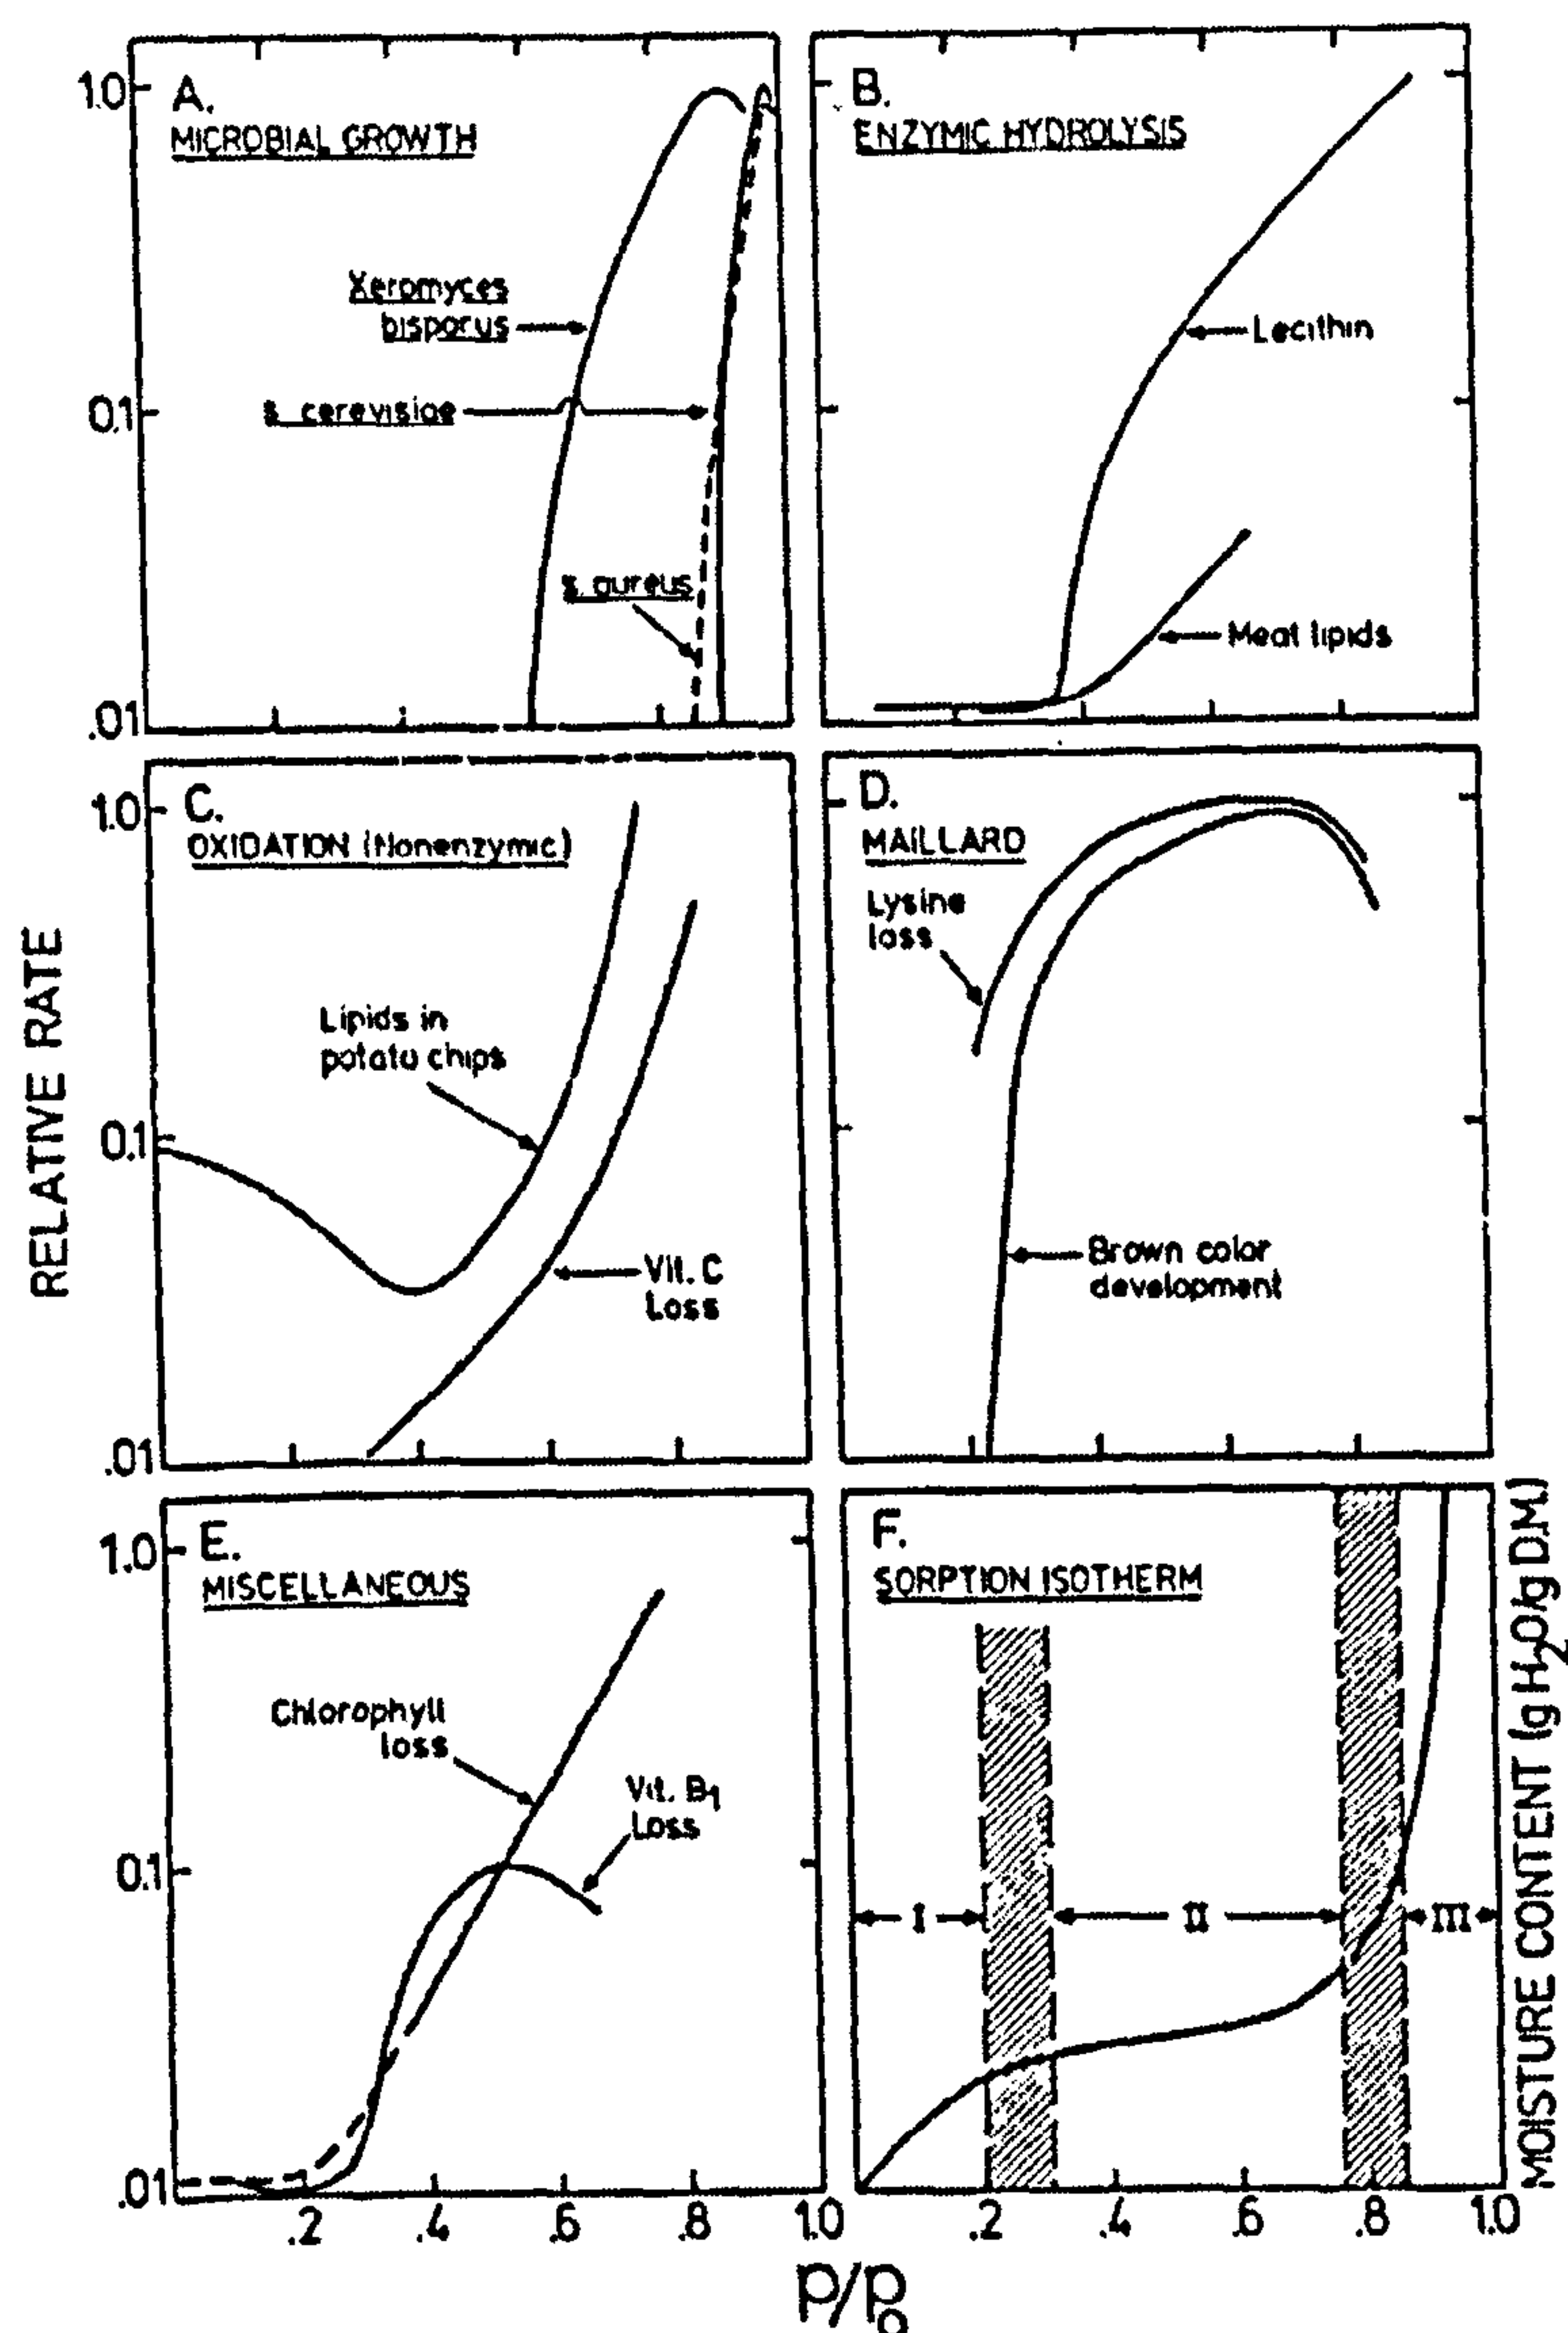 RELATIVE RATE
1.0
0.1
.01
A.
MICROBIAL GROWTH
Xeromyces
bisporus
S. cerevisiae
S. aureus
B.
ENZYMIC HYDROLYSIS
Lecithin
Meat lipids
1.0
0.1
.01
C.
OXIDATION (Nonenzymic)
Lipids in
potato chips
Vit. C
Loss
D.
MAILLARD
Lysine
loss
Brown color
development
1.0
0.1
.01
E.
MISCELLANEOUS
Chlorophyll
loss
Vit. B1
Loss
.2 .4 .6 .8 1.0
F.
SORPTION ISOTHERM
I II III
.2 .4 .6 .8 1.0
MOISTURE CONTENT (g H2O/g D.M.)
p/po